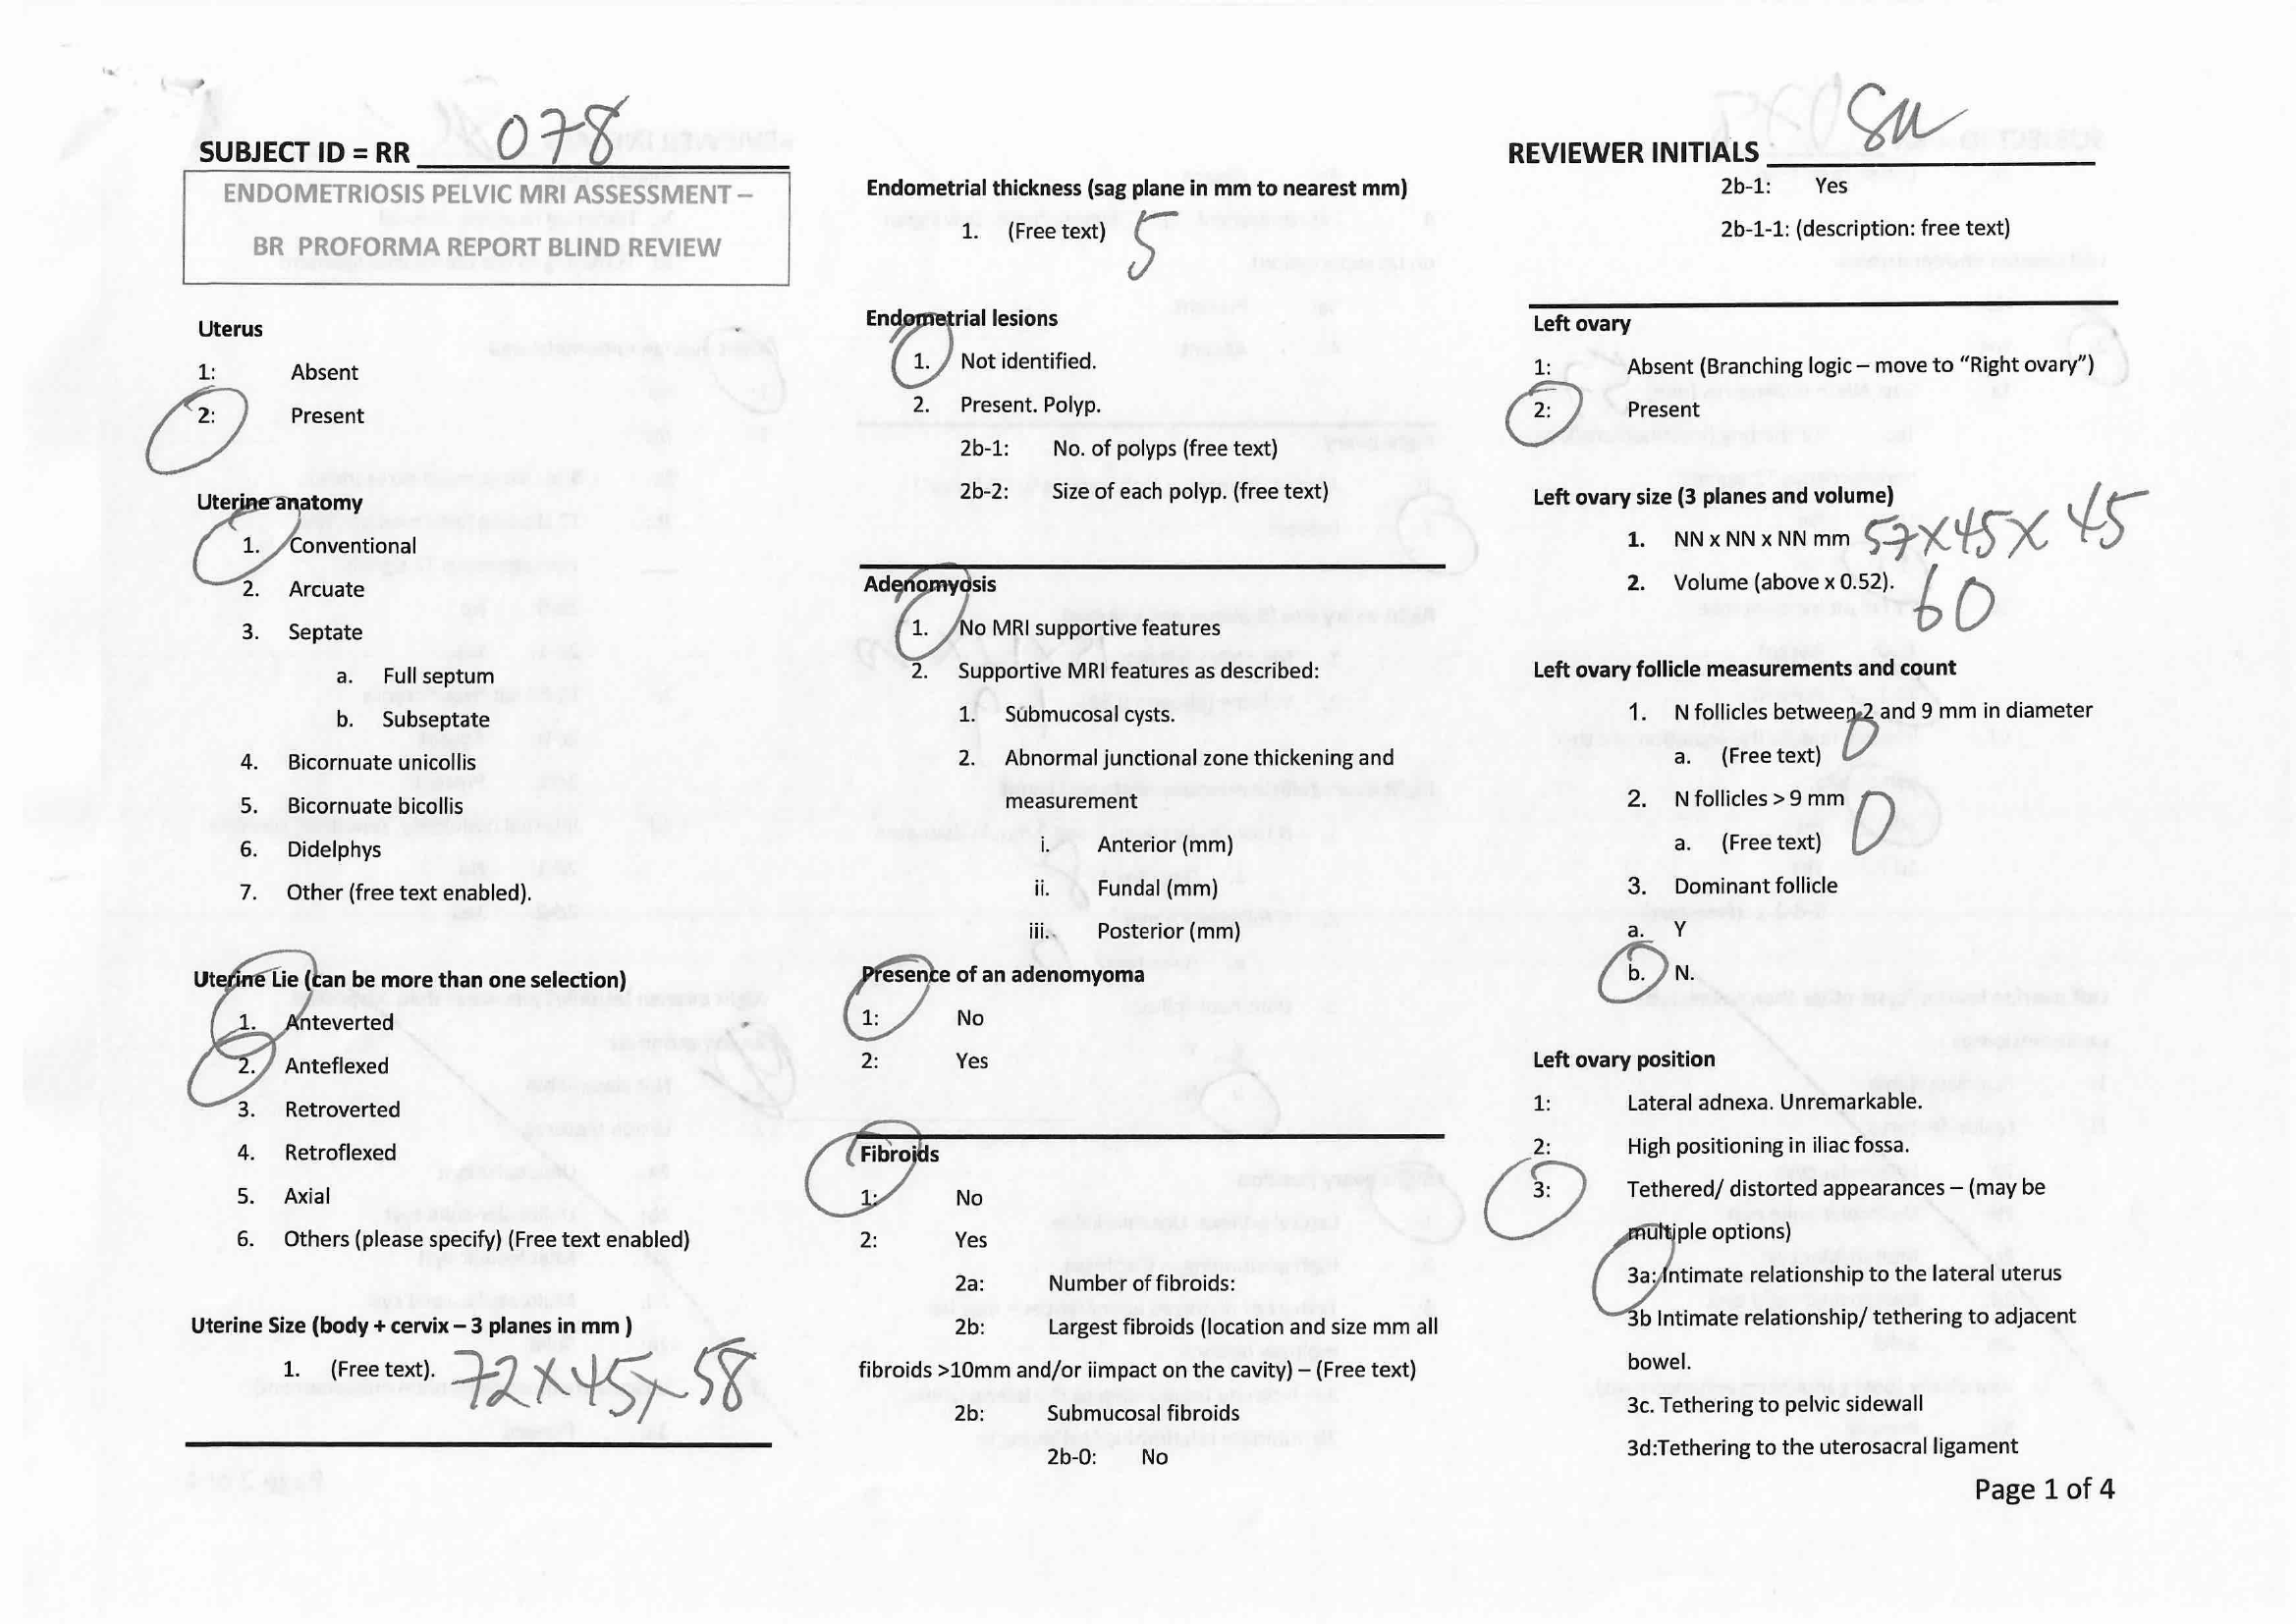 SUBJECT ID = RR 078
ENDOMETRIOSIS PELVIC MRI ASSESSMENT –
BR PROFORMA REPORT BLIND REVIEW
Uterus
1: Absent
2: Present
Uterine anatomy
1. Conventional
2. Arcuate
3. Septate
a. Full septum
b. Subseptate
4. Bicornuate unicollis
5. Bicornuate bicollis
6. Didelphys
7. Other (free text enabled).
Uterine Lie (can be more than one selection)
1. Anteverted
2. Anteflexed
3. Retroverted
4. Retroflexed
5. Axial
6. Others (please specify) (Free text enabled)
Uterine Size (body + cervix – 3 planes in mm )
1. (Free text). 72 x 45 x 58
Endometrial thickness (sag plane in mm to nearest mm)
1. (Free text) 5
Endometrial lesions
1. Not identified.
2. Present. Polyp.
2b-1: No. of polyps (free text)
2b-2: Size of each polyp. (free text)
Adenomyosis
1. No MRI supportive features
2. Supportive MRI features as described:
1. Submucosal cysts.
2. Abnormal junctional zone thickening and
measurement
i. Anterior (mm)
ii. Fundal (mm)
iii. Posterior (mm)
Presence of an adenomyoma
1: No
2: Yes
Fibroids
1: No
2: Yes
2a: Number of fibroids:
2b: Largest fibroids (location and size mm all
fibroids >10mm and/or iimpact on the cavity) – (Free text)
2b: Submucosal fibroids
2b-0: No
REVIEWER INITIALS
2b-1: Yes
2b-1-1: (description: free text)
Left ovary
1: Absent (Branching logic – move to “Right ovary”)
2: Present
Left ovary size (3 planes and volume)
1. NN x NN x NN mm 57 x 45 x 45
2. Volume (above x 0.52). 60
Left ovary follicle measurements and count
1. N follicles between 2 and 9 mm in diameter
a. (Free text) 0
2. N follicles > 9 mm
a. (Free text) 0
3. Dominant follicle
a. Y
b. N.
Left ovary position
1: Lateral adnexa. Unremarkable.
2: High positioning in iliac fossa.
3: Tethered/ distorted appearances – (may be
multiple options)
3a: Intimate relationship to the lateral uterus
3b Intimate relationship/ tethering to adjacent
bowel.
3c. Tethering to pelvic sidewall
3d:Tethering to the uterosacral ligament
Page 1 of 4